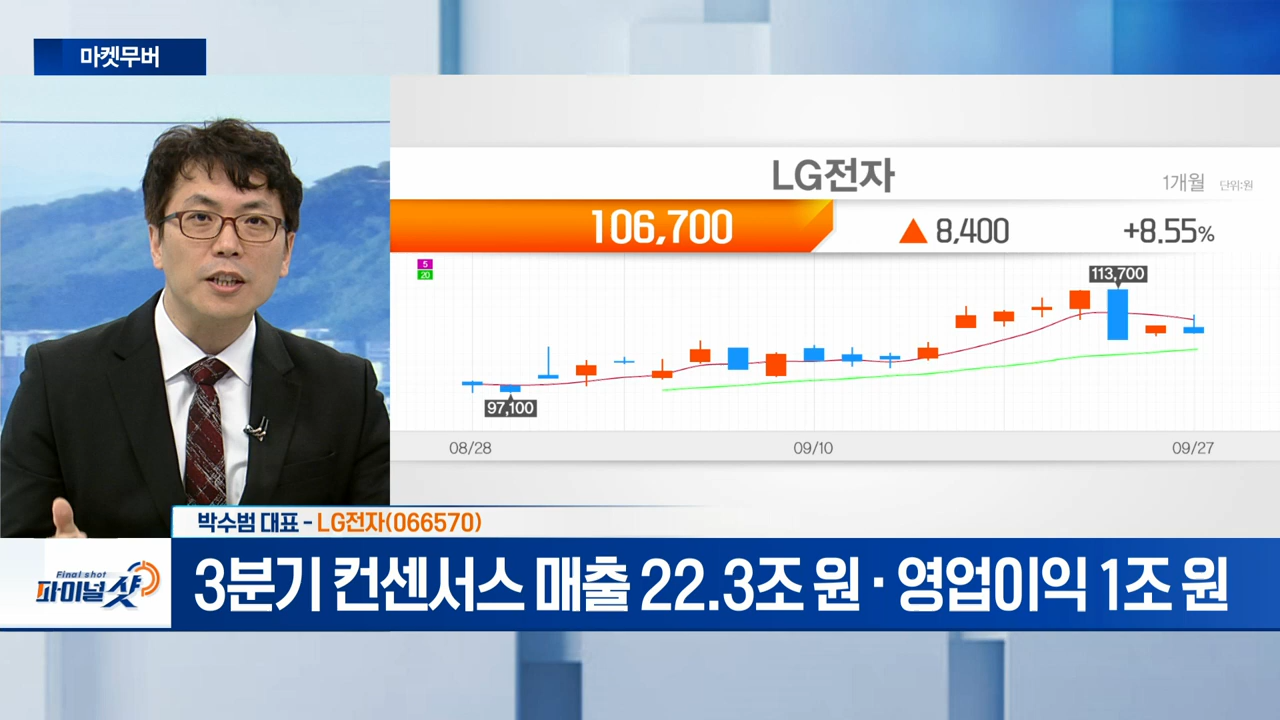 마켓무버
LG전자
1개월 단위:원
106,700 ▲ 8,400 +8.55%
5
20
113,700
97,100
08/28 09/10 09/27
박수범 대표 - LG전자(066570)
Final shot
파이널샷
3분기 컨센서스 매출 22.3조 원·영업이익 1조 원